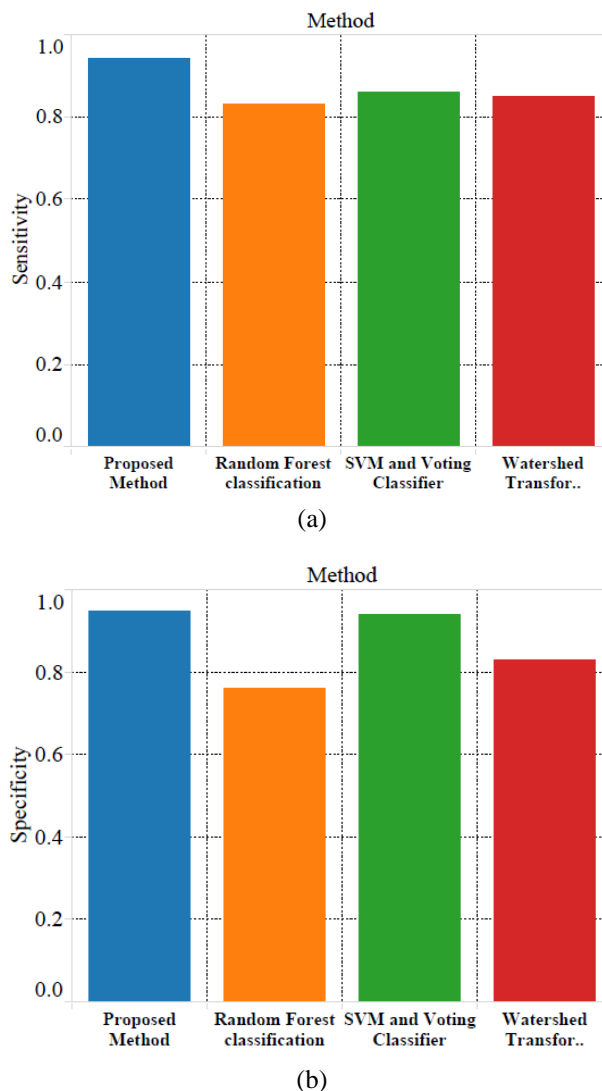 Method
1.0
0.8
0.6
0.4
0.2
0.0
Sensitivity
Proposed Method
Random Forest classification
SVM and Voting Classifier
Watershed Transfor..
(a)
Method
1.0
0.8
0.6
0.4
0.2
0.0
Specificity
Proposed Method
Random Forest classification
SVM and Voting Classifier
Watershed Transfor..
(b)